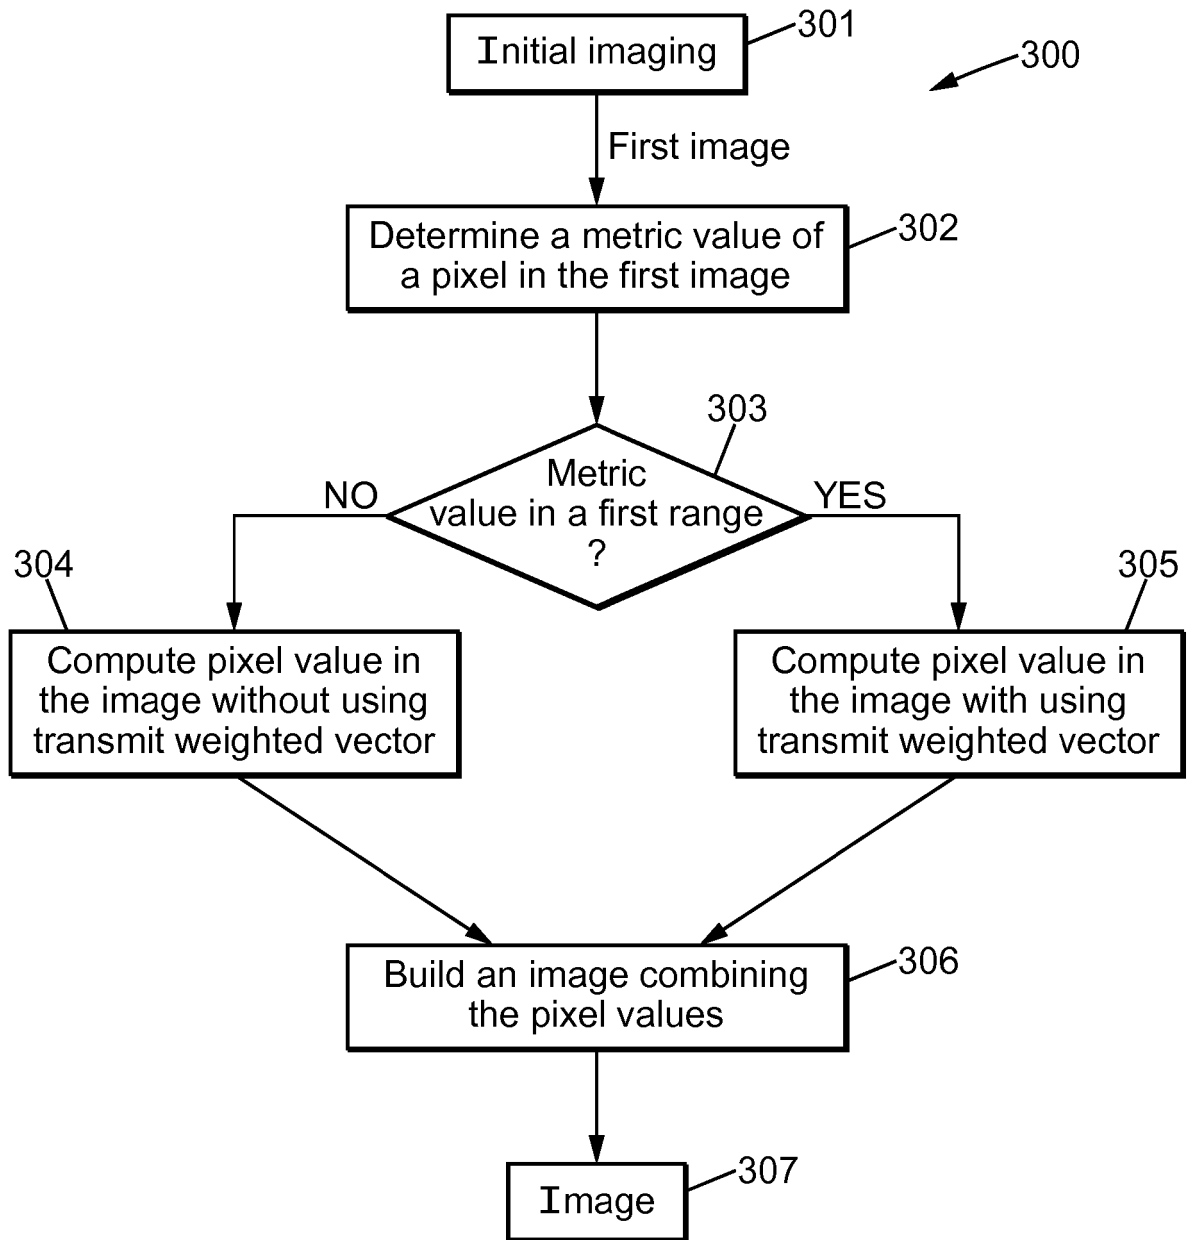 Initial imaging
301
300
First image
Determine a metric value of
a pixel in the first image
302
303
Metric
value in a first range
?
NO
YES
304
305
Compute pixel value in
the image without using
transmit weighted vector
Compute pixel value in
the image with using
transmit weighted vector
Build an image combining
the pixel values
306
Image
307